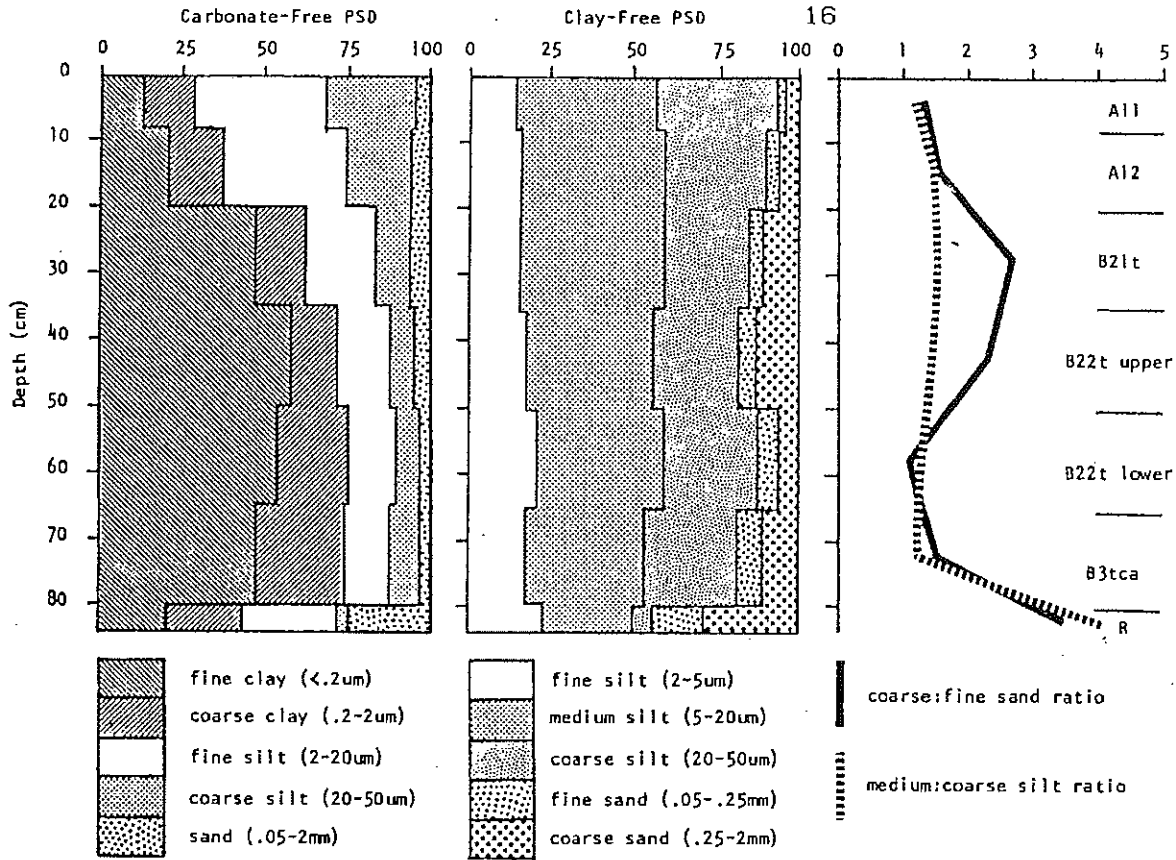 Carbonate-Free PSD
Clay-Free PSD
16
0 25 50 75 100
0 25 50 75 100
0 1 2 3 4 5
Depth (cm)
0
10
20
30
40
50
60
70
80
A11
A12
B21t
B22t upper
B22t lower
B3tca
R
fine clay (<.2um)
coarse clay (.2-2um)
fine silt (2-20um)
coarse silt (20-50um)
sand (.05-2mm)
fine silt (2-5um)
medium silt (5-20um)
coarse silt (20-50um)
fine sand (.05-.25mm)
coarse sand (.25-2mm)
coarse:fine sand ratio
medium:coarse silt ratio